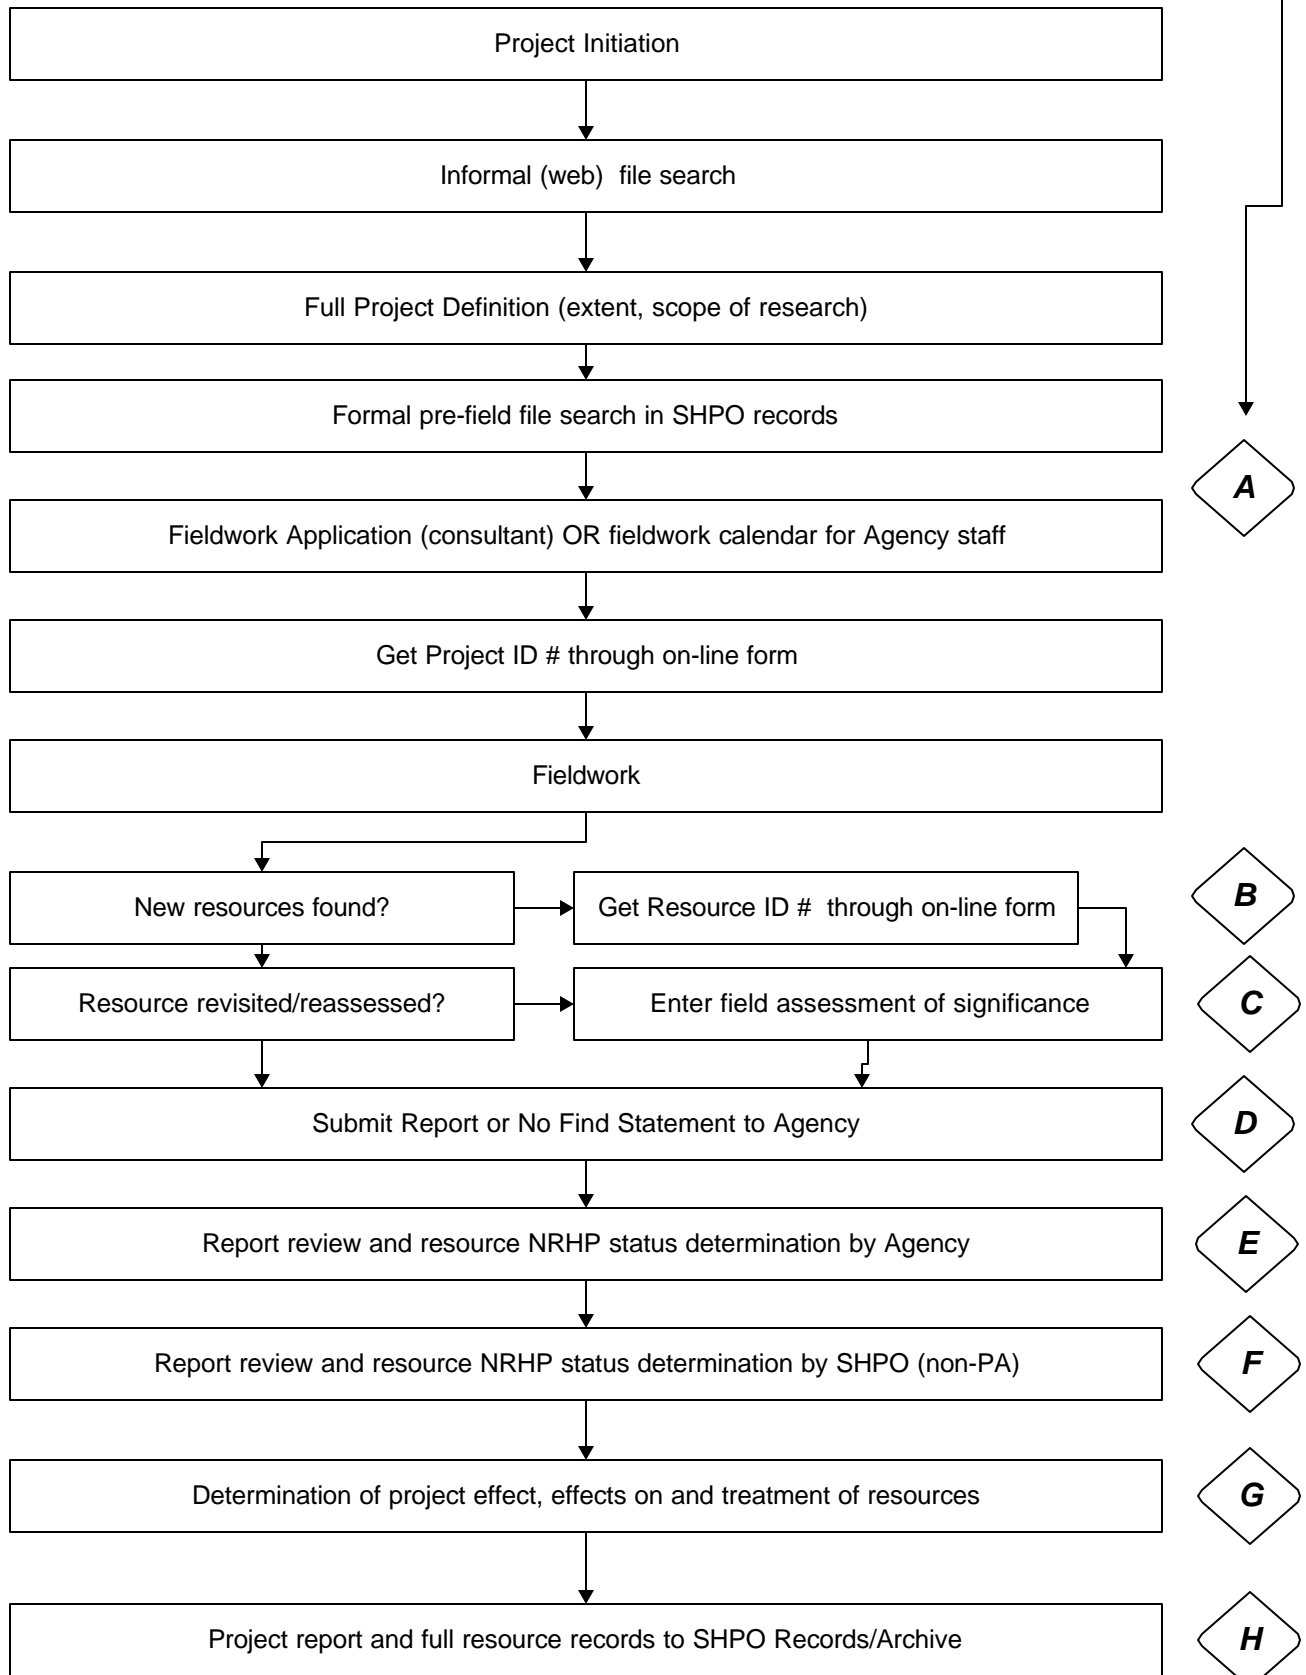 Project Initiation
Informal (web) file search
Full Project Definition (extent, scope of research)
Formal pre-field file search in SHPO records
A
Fieldwork Application (consultant) OR fieldwork calendar for Agency staff
Get Project ID # through on-line form
Fieldwork
New resources found?
Get Resource ID # through on-line form
B
Resource revisited/reassessed?
Enter field assessment of significance
C
Submit Report or No Find Statement to Agency
D
Report review and resource NRHP status determination by Agency
E
Report review and resource NRHP status determination by SHPO (non-PA)
F
Determination of project effect, effects on and treatment of resources
G
Project report and full resource records to SHPO Records/Archive
H